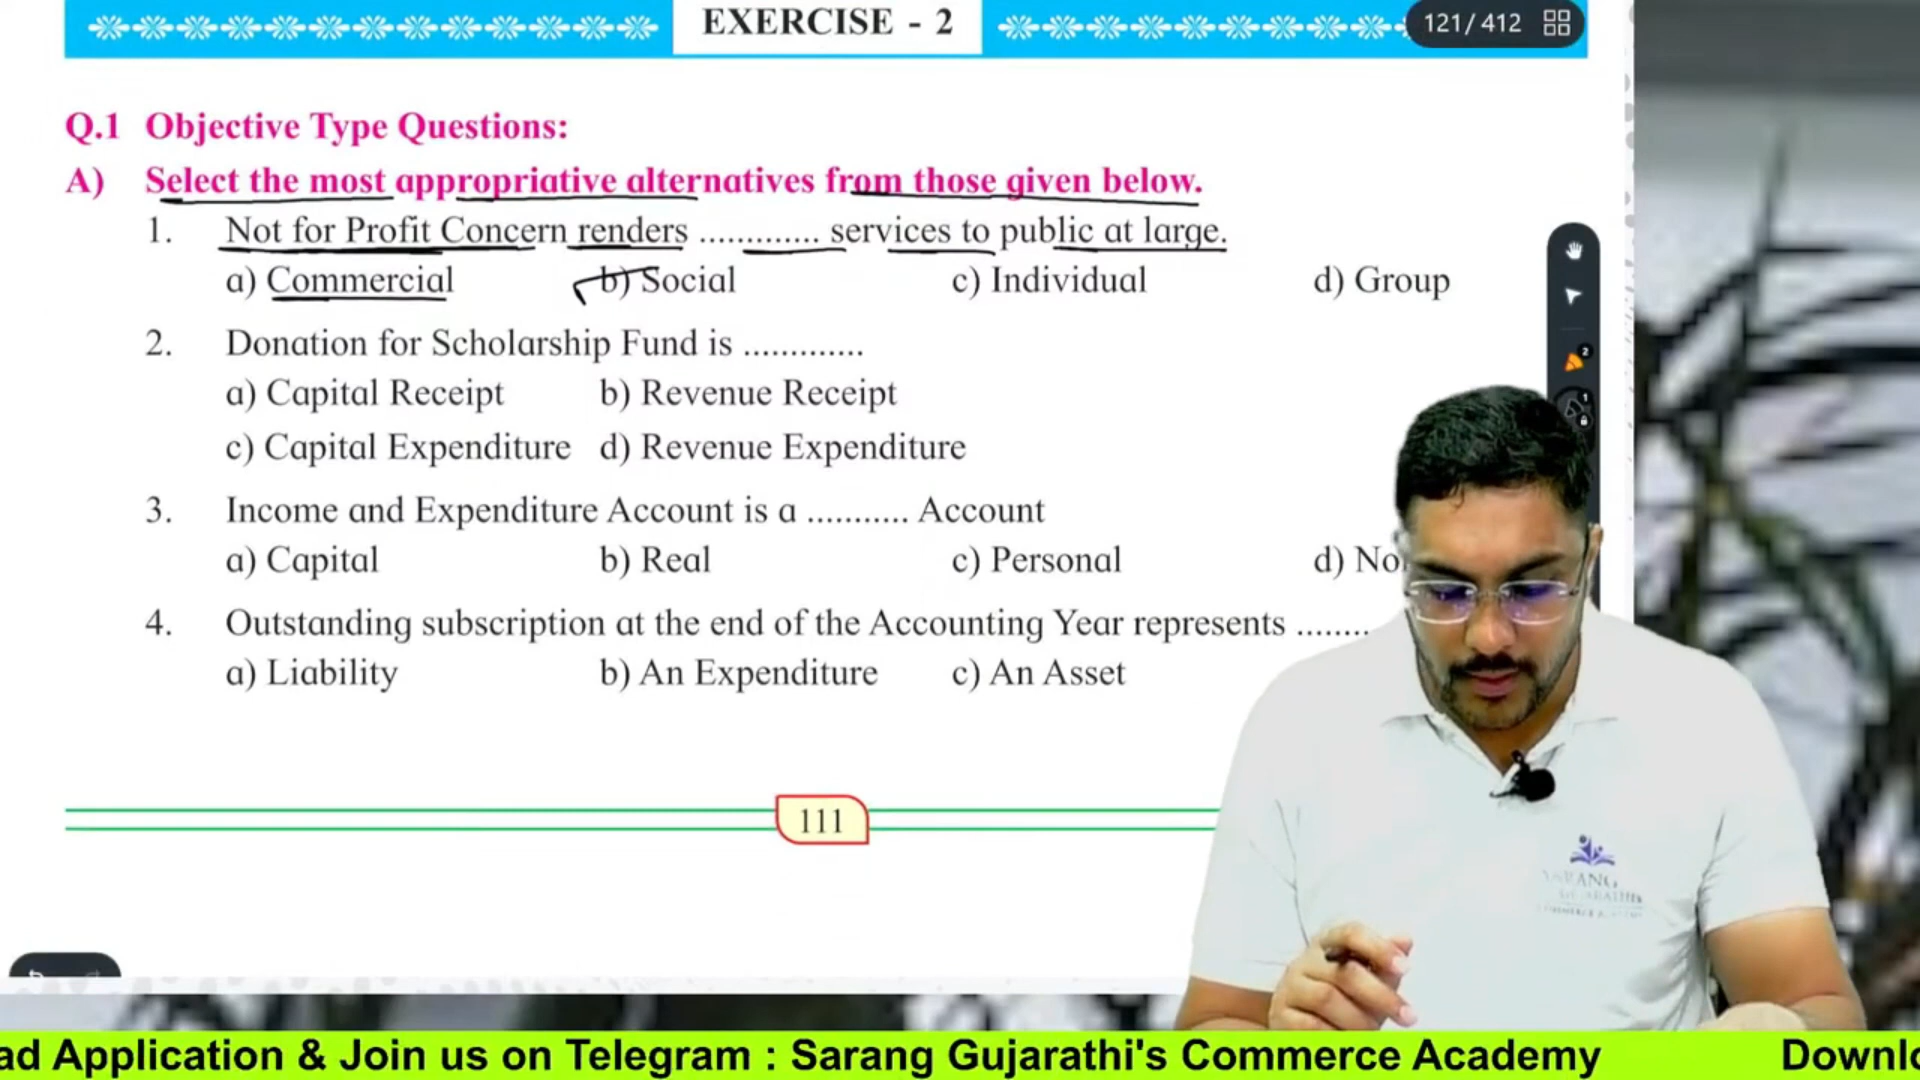 EXERCISE - 2
121/412
Q.1 Objective Type Questions:
A) Select the most appropriative alternatives from those given below.
1. Not for Profit Concern renders ............. services to public at large.
a) Commercial b) Social c) Individual d) Group
2. Donation for Scholarship Fund is .............
a) Capital Receipt b) Revenue Receipt
c) Capital Expenditure d) Revenue Expenditure
3. Income and Expenditure Account is a ........... Account
a) Capital b) Real c) Personal d)
4. Outstanding subscription at the end of the Accounting Year represents ........
a) Liability b) An Expenditure c) An Asset
111
Application & Join us on Telegram : Sarang Gujarathi's Commerce Academy